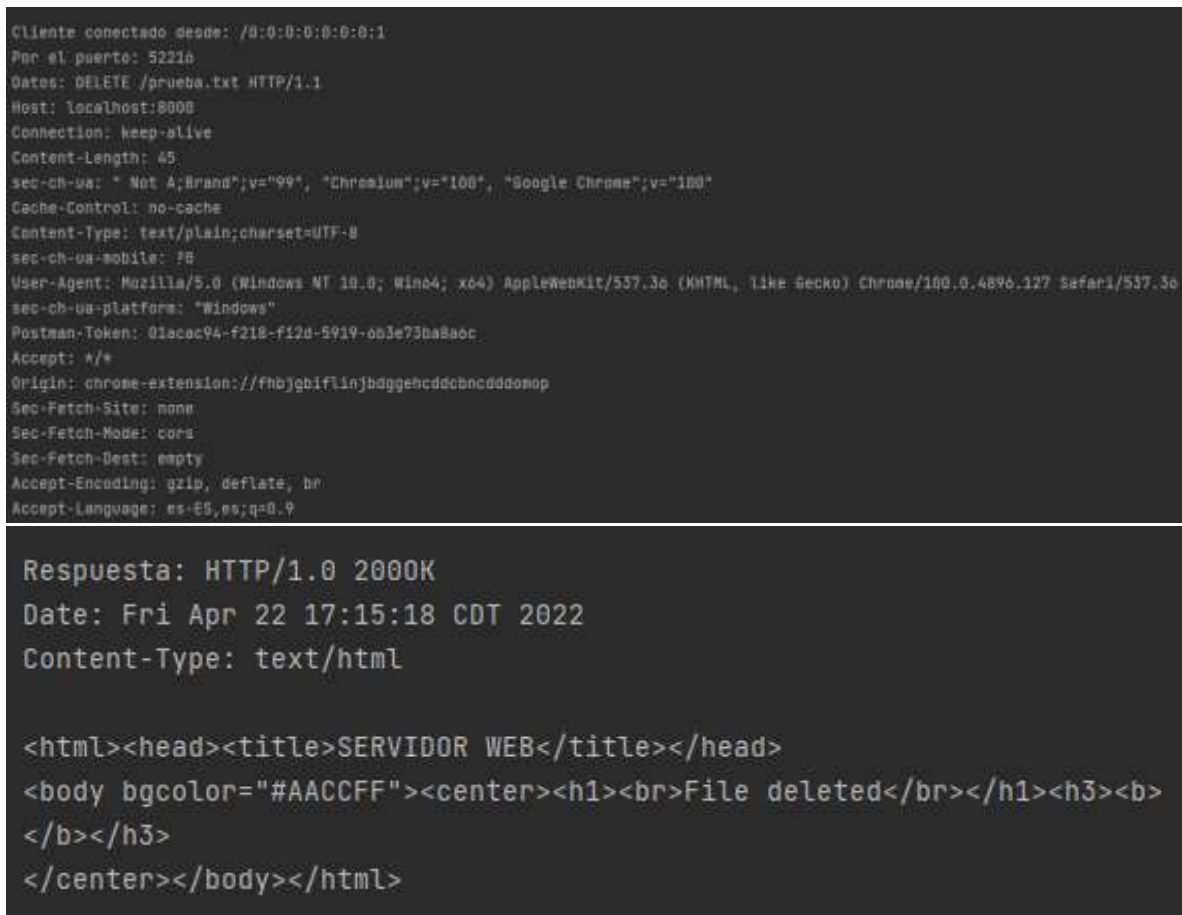 Cliente conectado desde: /0:0:0:0:0:0:0:1
Por el puerto: 52216
Datos: DELETE /prueba.txt HTTP/1.1
Host: localhost:8000
Connection: keep-alive
Content-Length: 45
sec-ch-ua: " Not A;Brand";v="99", "Chromium";v="100", "Google Chrome";v="100"
Cache-Control: no-cache
Content-Type: text/plain;charset=UTF-8
sec-ch-ua-mobile: ?0
User-Agent: Mozilla/5.0 (Windows NT 10.0; Win64; x64) AppleWebKit/537.36 (KHTML, like Gecko) Chrome/100.0.4896.127 Safari/537.36
sec-ch-ua-platform: "Windows"
Postman-Token: 01acac94-f218-f12d-5919-6b3e73ba8a6c
Accept: */*
Origin: chrome-extension://fhbjgbiflinjbdggehcddcbncdddomop
Sec-Fetch-Site: none
Sec-Fetch-Mode: cors
Sec-Fetch-Dest: empty
Accept-Encoding: gzip, deflate, br
Accept-Language: es-ES,es;q=0.9
Respuesta: HTTP/1.0 200OK
Date: Fri Apr 22 17:15:18 CDT 2022
Content-Type: text/html
<html><head><title>SERVIDOR WEB</title></head>
<body bgcolor="#AACCFF"><center><h1><br>File deleted</br></h1><h3><b>
</b></h3>
</center></body></html>